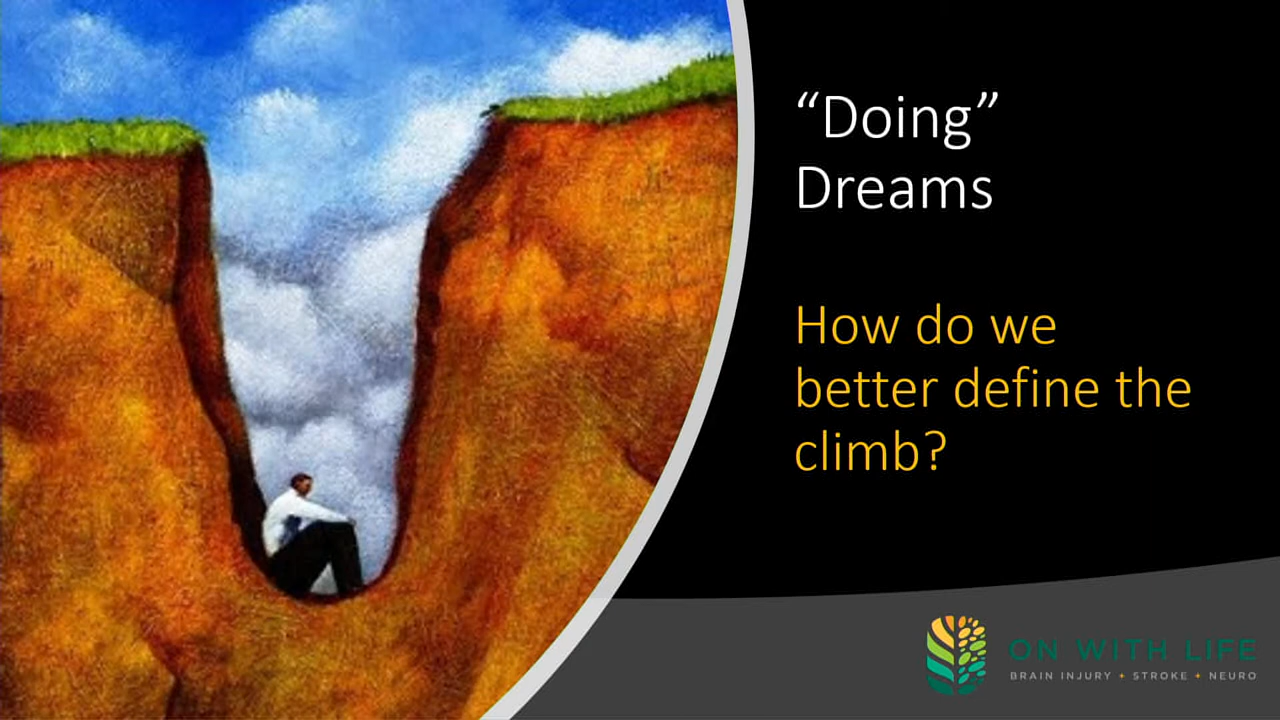 “Doing”
Dreams
How do we
better define the
climb?
ON WITH LIFE
BRAIN INJURY + STROKE + NEURO